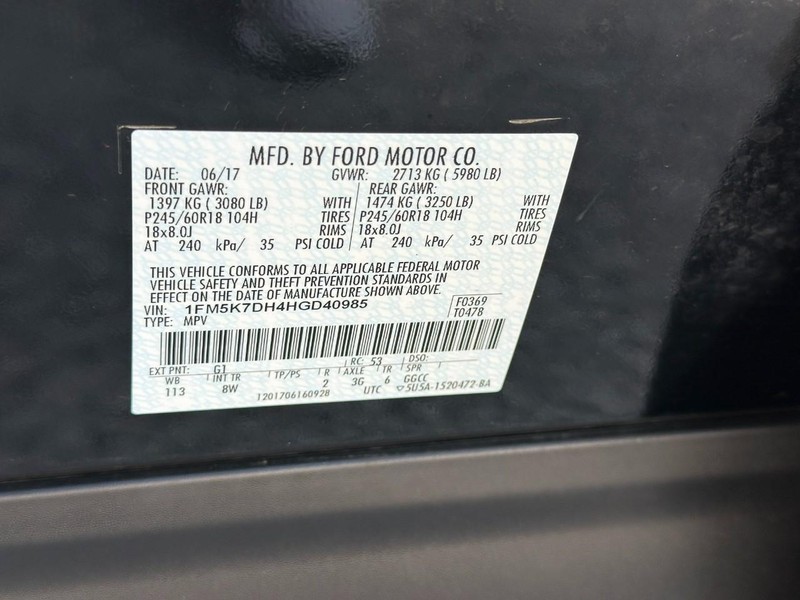 MFD. BY FORD MOTOR CO.
DATE: 06/17 GVWR: 2713 KG ( 5980 LB)
FRONT GAWR: REAR GAWR:
1397 KG ( 3080 LB) WITH 1474 KG ( 3250 LB) WITH
P245/60R18 104H TIRES P245/60R18 104H TIRES
18x8.0J RIMS 18x8.0J RIMS
AT 240 kPa/ 35 PSI COLD AT 240 kPa/ 35 PSI COLD
THIS VEHICLE CONFORMS TO ALL APPLICABLE FEDERAL MOTOR
VEHICLE SAFETY AND THEFT PREVENTION STANDARDS IN
EFFECT ON THE DATE OF MANUFACTURE SHOWN ABOVE.
VIN: 1FM5K7DH4HGD40985 F0369
TYPE: MPV T0478
EXT PNT: G1 RC: 53 DSO:
WB INT TR TP/PS R AXLE TR SPR
113 8W 2 3G 6 GGCC
1201706160928 UTC 5U5A-1520472-BA